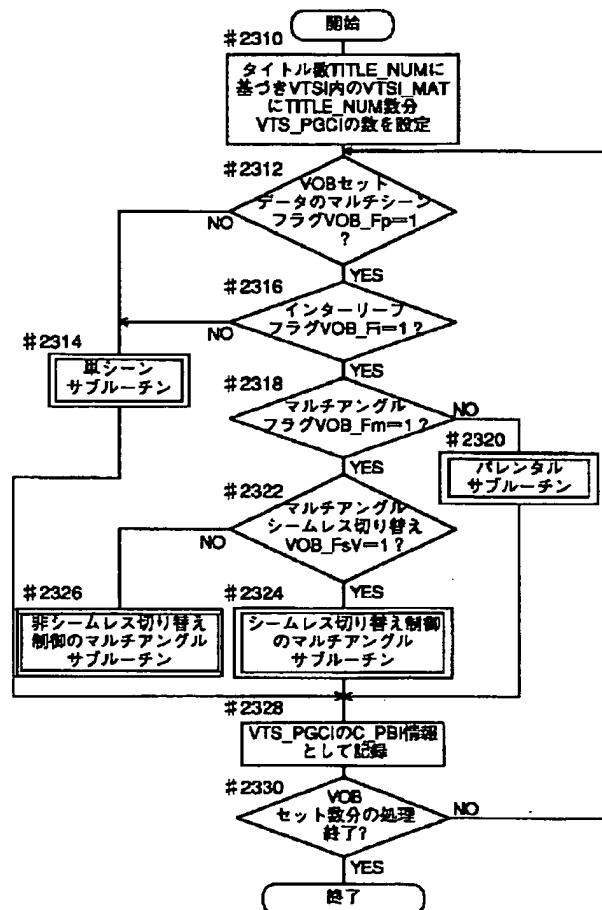 開始
#2310
タイトル数TITLE_NUMに
基づきVTSI内のVTSI_MAT
にTITLE_NUM数分
VTS_PGCIの数を設定
#2312
VOBセット
データのマルチシーン
フラグVOB_Fp=1
?
NO
YES
#2316
インターリーブ
フラグVOB_Fi=1?
NO
YES
#2314
単シーン
サブルーチン
#2318
マルチアングル
フラグVOB_Fm=1?
NO
YES
#2320
パレンタル
サブルーチン
#2322
マルチアングル
シームレス切り替え
VOB_FsV=1?
NO
YES
#2326
非シームレス切り替え
制御のマルチアングル
サブルーチン
#2324
シームレス切り替え制御
のマルチアングル
サブルーチン
#2328
VTS_PGCIのC_PBI情報
として記録
#2330
VOB
セット数分の処理
終了?
NO
YES
終了